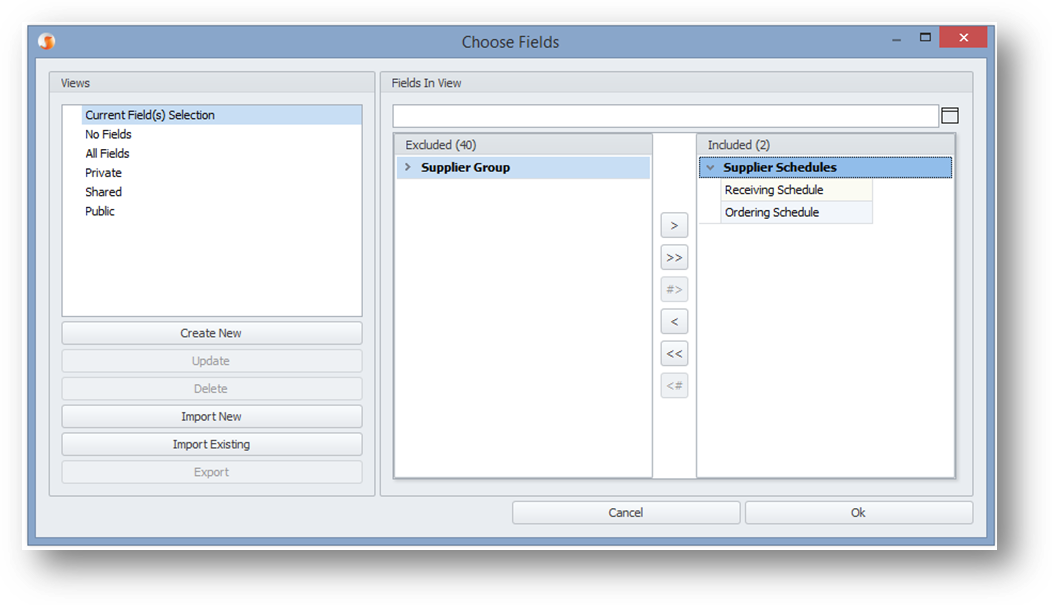 Choose Fields
Views
Current Field(s) Selection
No Fields
All Fields
Private
Shared
Public
Create New
Update
Delete
Import New
Import Existing
Export
Fields In View
Excluded (40)
Supplier Group
>
>>
#>
<
<<
<#
Included (2)
Supplier Schedules
Receiving Schedule
Ordering Schedule
Cancel
Ok